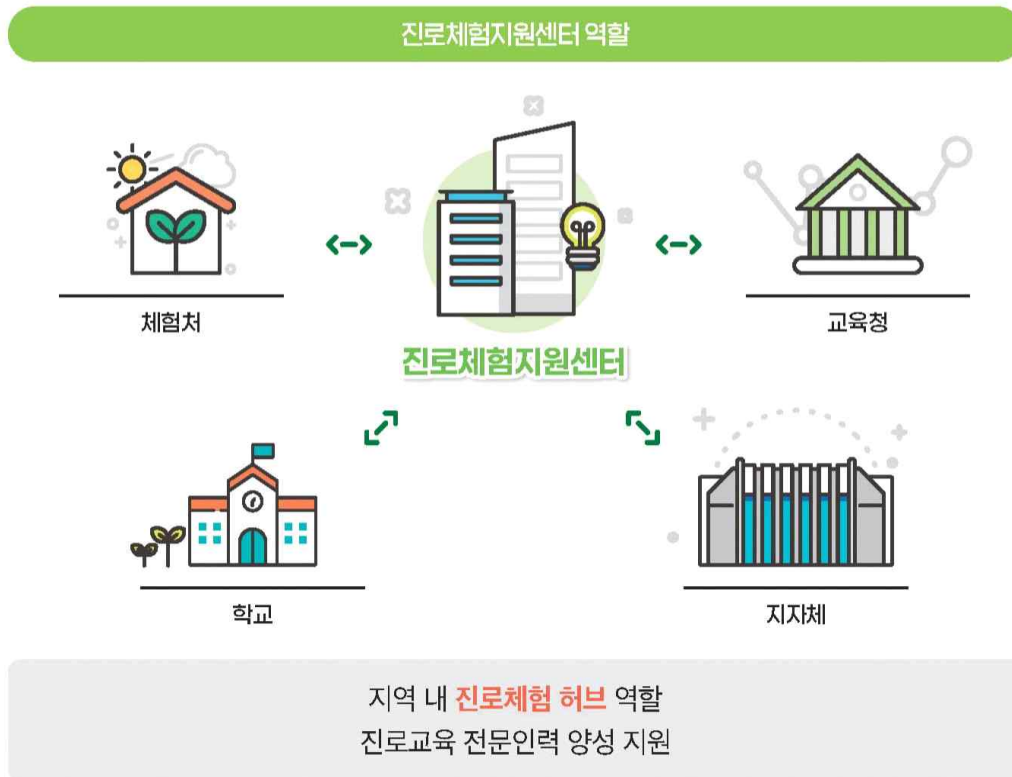 진로체험지원센터 역할
체험처
교육청
진로체험지원센터
학교
지자체
지역 내 진로체험 허브 역할
진로교육 전문인력 양성 지원